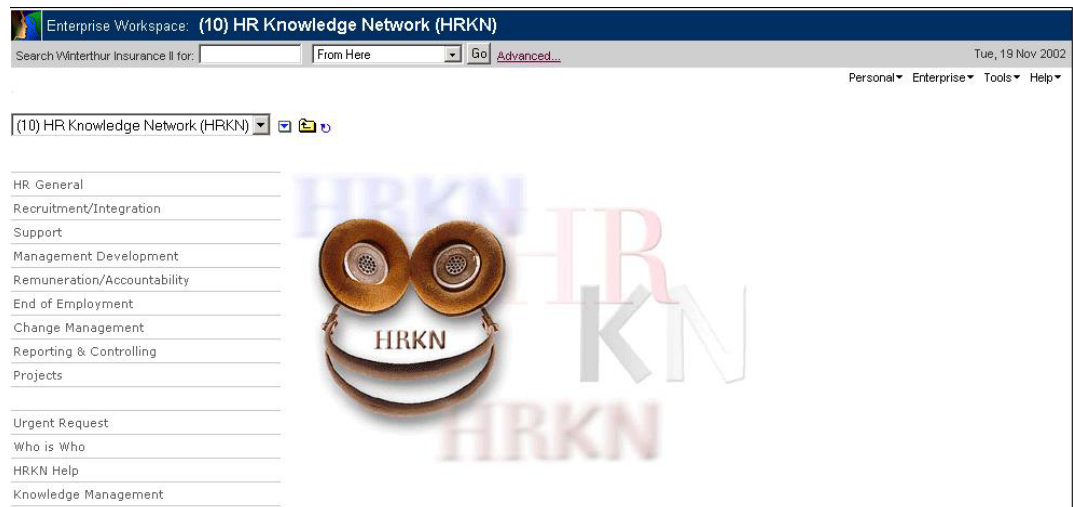 Enterprise Workspace: (10) HR Knowledge Network (HRKN)
Search Winterthur Insurance II for: From Here Go Advanced... Tue, 19 Nov 2002
Personal Enterprise Tools Help
(10) HR Knowledge Network (HRKN)
HR General
Recruitment/Integration
Support
Management Development
Remuneration/Accountability
End of Employment
Change Management
Reporting & Controlling
Projects
Urgent Request
Who is Who
HRKN Help
Knowledge Management
HRKN
HR
KN
HRKN
HRKN